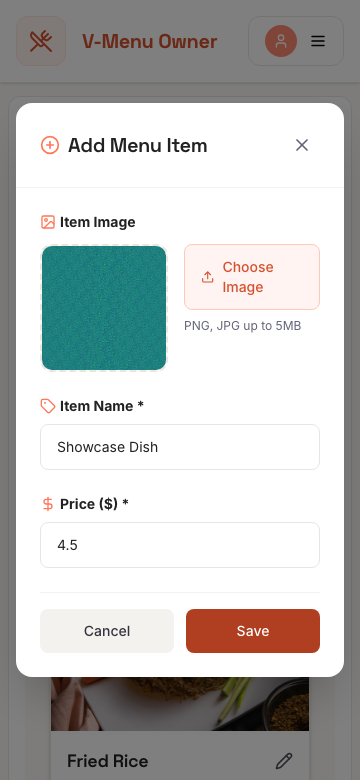 V-Menu Owner
Add Menu Item
Item Image
Choose
Image
PNG, JPG up to 5MB
Item Name *
Showcase Dish
Price ($) *
4.5
Cancel
Save
Fried Rice